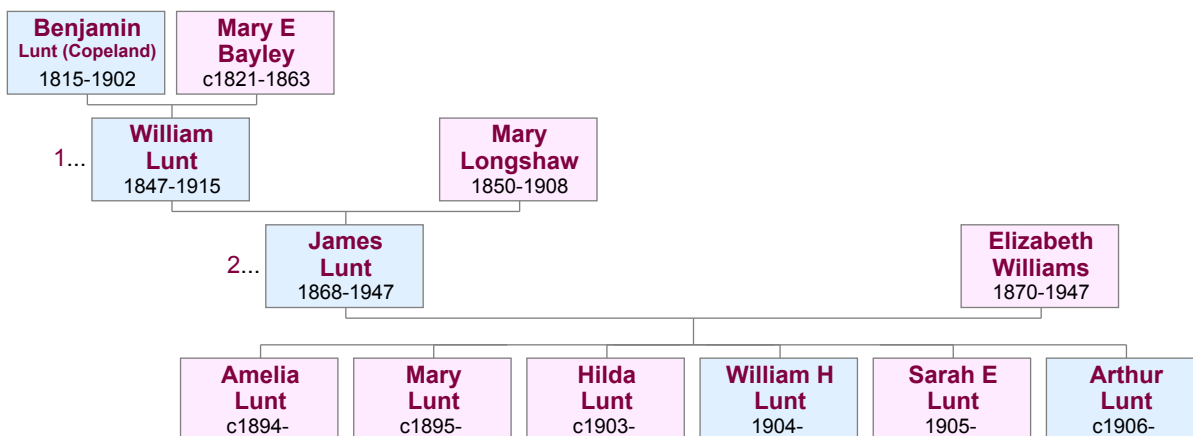 Benjamin
Lunt (Copeland)
1815-1902
Mary E
Bayley
c1821-1863
1...
William
Lunt
1847-1915
Mary
Longshaw
1850-1908
2...
James
Lunt
1868-1947
Elizabeth
Williams
1870-1947
Amelia
Lunt
c1894-
Mary
Lunt
c1895-
Hilda
Lunt
c1903-
William H
Lunt
1904-
Sarah E
Lunt
1905-
Arthur
Lunt
c1906-